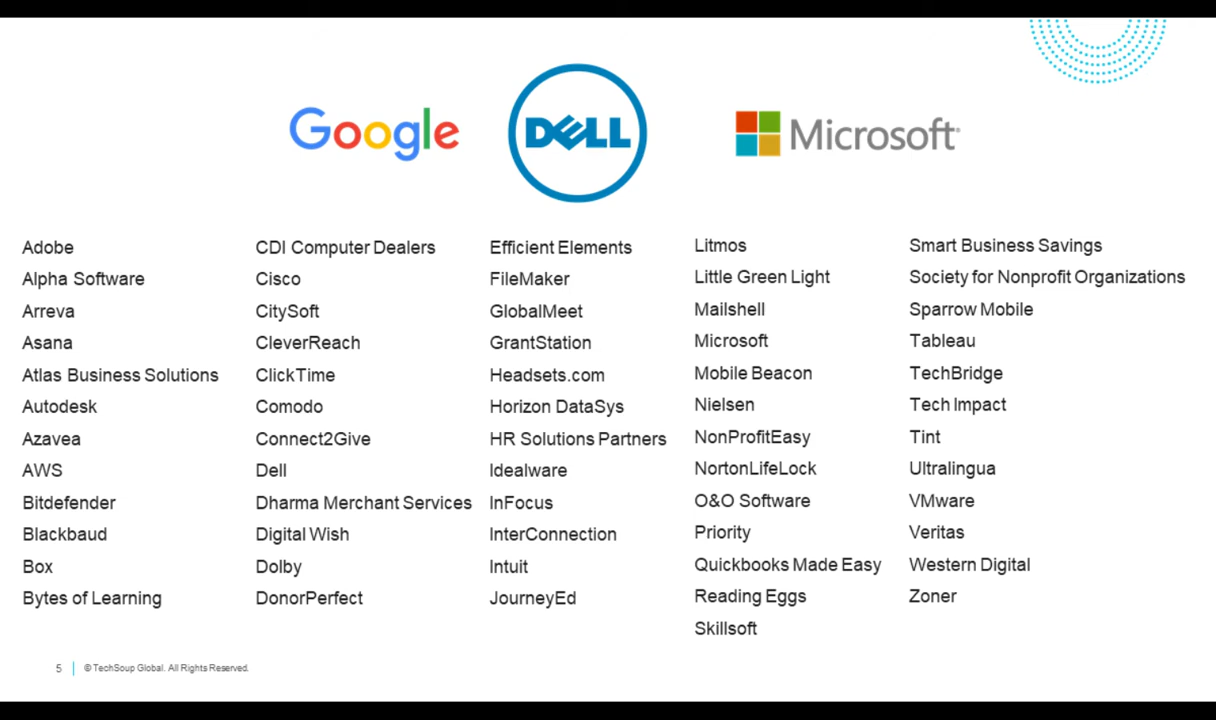 Google
DELL
Microsoft
Adobe
Alpha Software
Arreva
Asana
Atlas Business Solutions
Autodesk
Azavea
AWS
Bitdefender
Blackbaud
Box
Bytes of Learning
CDI Computer Dealers
Cisco
CitySoft
CleverReach
ClickTime
Comodo
Connect2Give
Dell
Dharma Merchant Services
Digital Wish
Dolby
DonorPerfect
Efficient Elements
FileMaker
GlobalMeet
GrantStation
Headsets.com
Horizon DataSys
HR Solutions Partners
Idealware
InFocus
InterConnection
Intuit
JourneyEd
Litmos
Little Green Light
Mailshell
Microsoft
Mobile Beacon
Nielsen
NonProfitEasy
NortonLifeLock
O&O Software
Priority
Quickbooks Made Easy
Reading Eggs
Skillsoft
Smart Business Savings
Society for Nonprofit Organizations
Sparrow Mobile
Tableau
TechBridge
Tech Impact
Tint
Ultralingua
VMware
Veritas
Western Digital
Zoner
5
© TechSoup Global. All Rights Reserved.